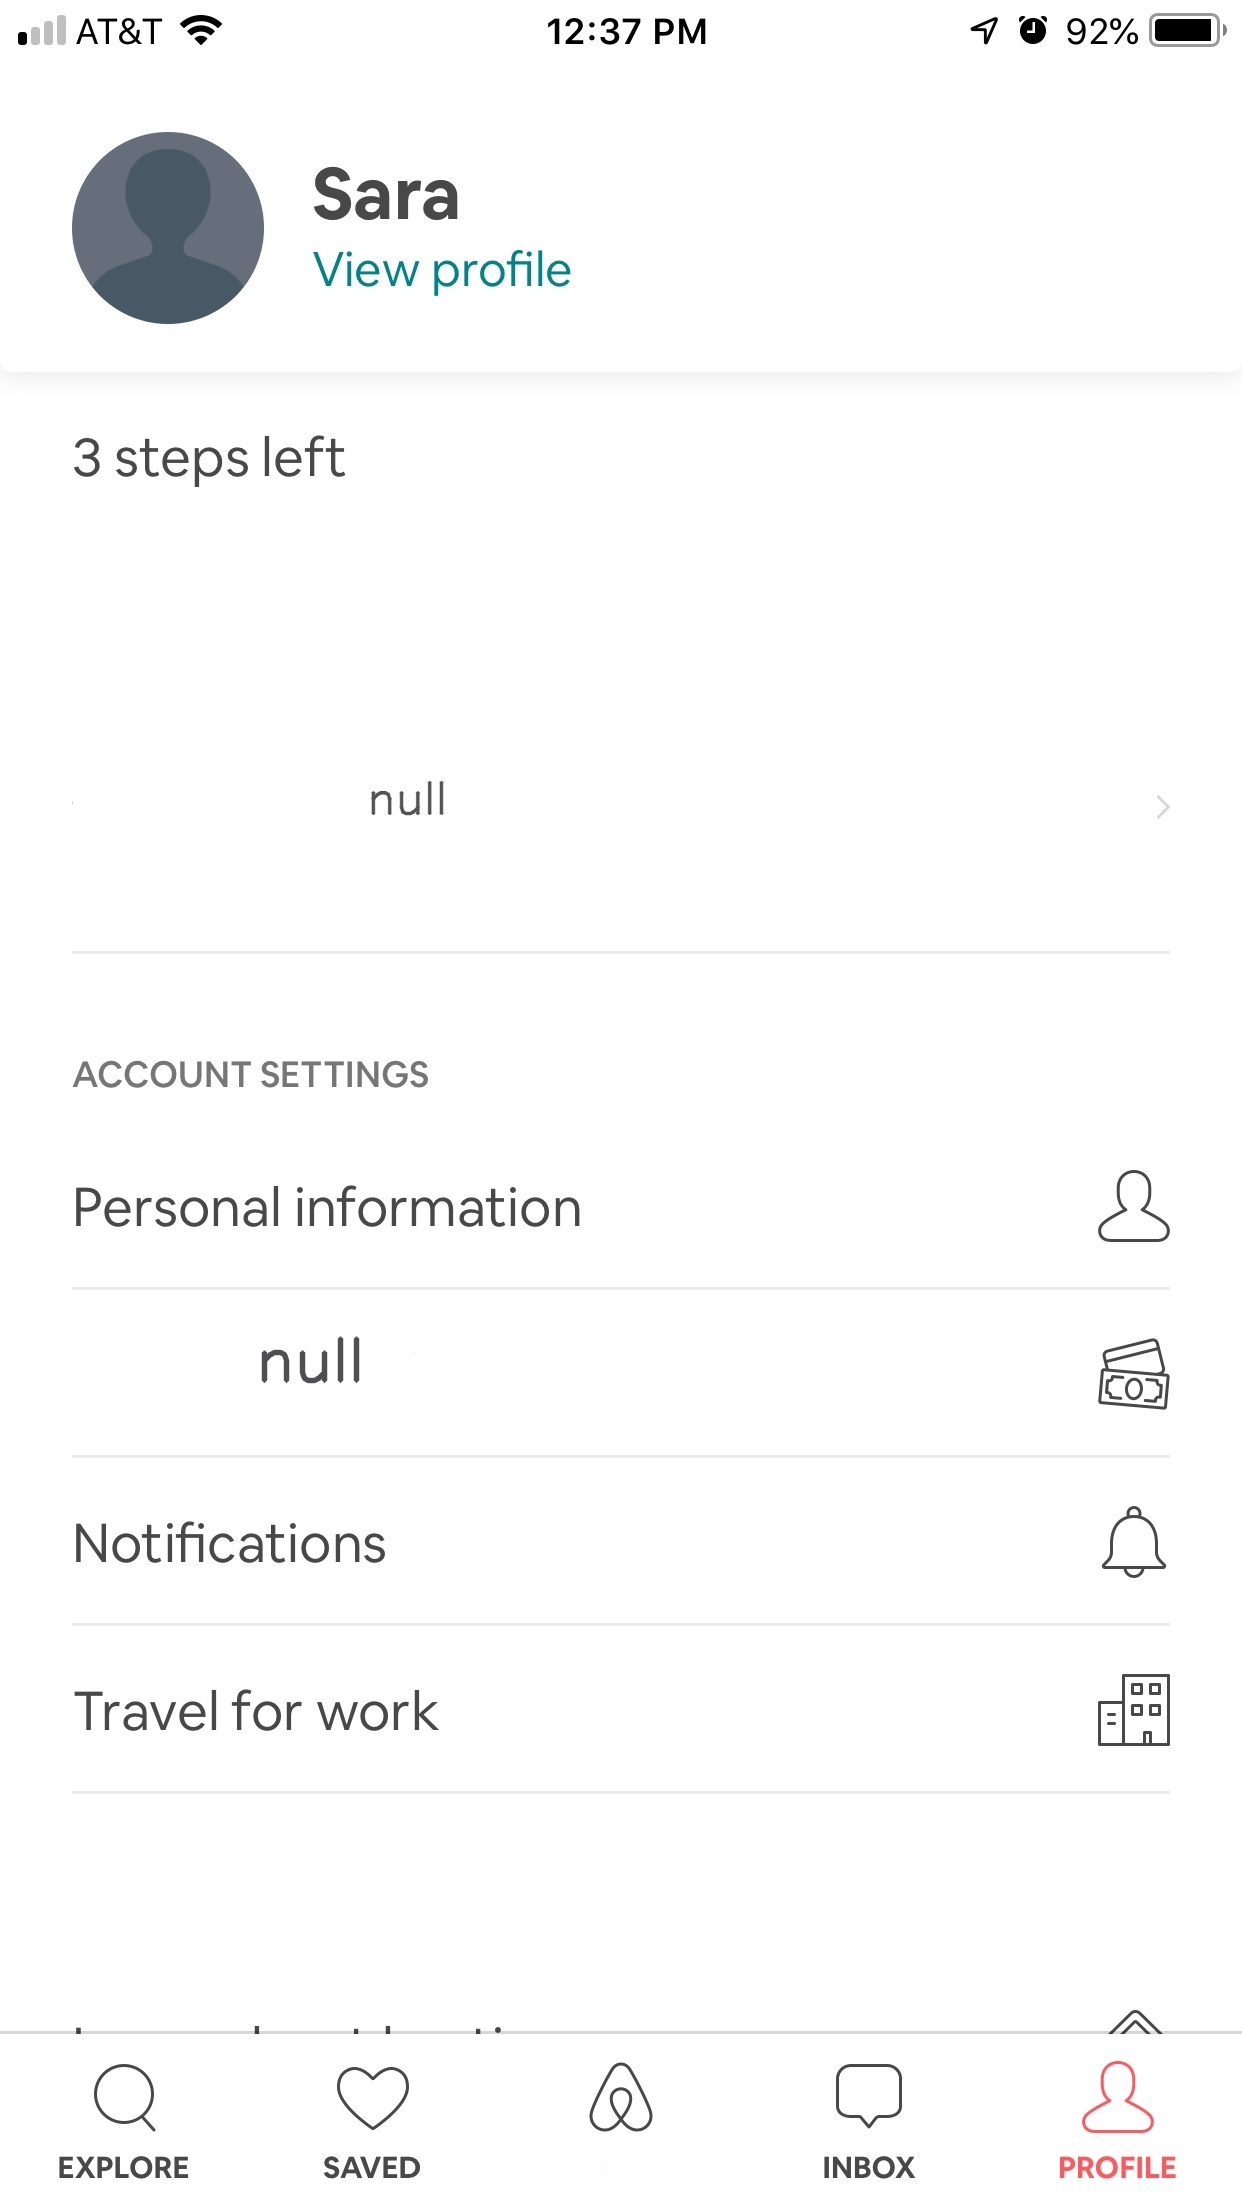 AT&T 12:37 PM 92%
Sara
View profile
3 steps left
null
ACCOUNT SETTINGS
Personal information
null
Notifications
Travel for work
EXPLORE SAVED INBOX PROFILE